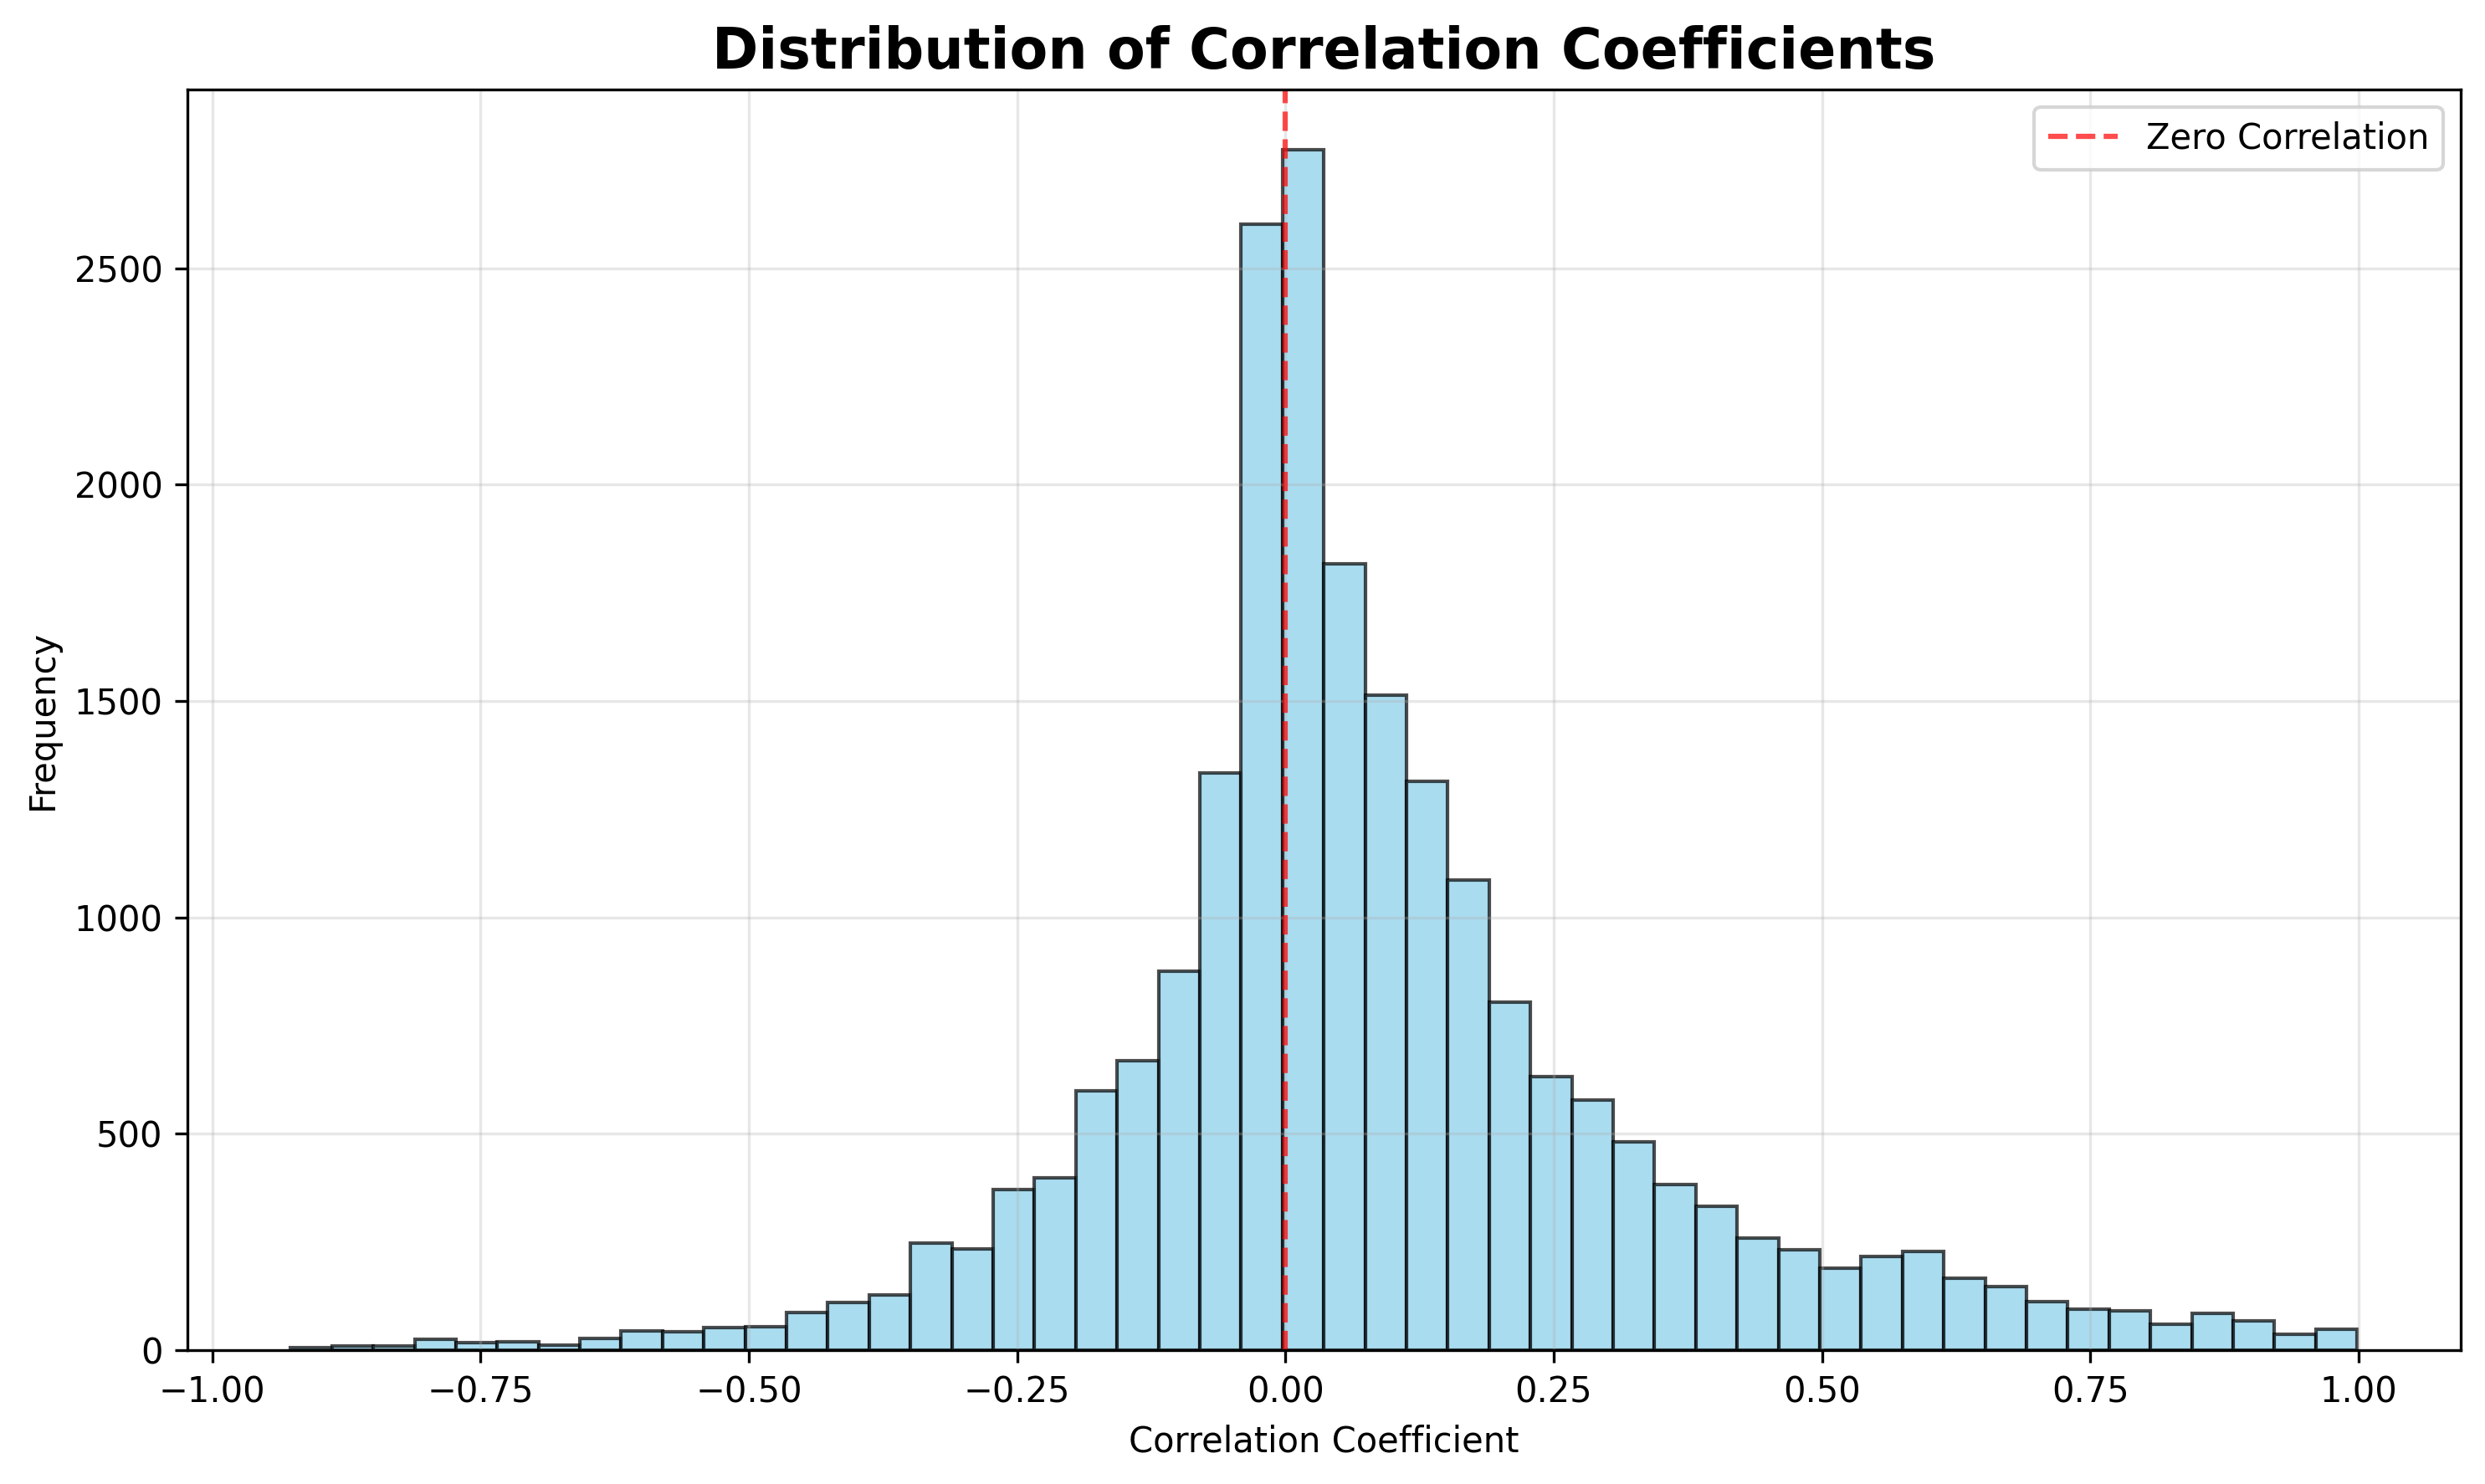 Distribution of Correlation Coefficients
Zero Correlation
Frequency
2500
2000
1500
1000
500
0
−1.00 −0.75 −0.50 −0.25 0.00 0.25 0.50 0.75 1.00
Correlation Coefficient